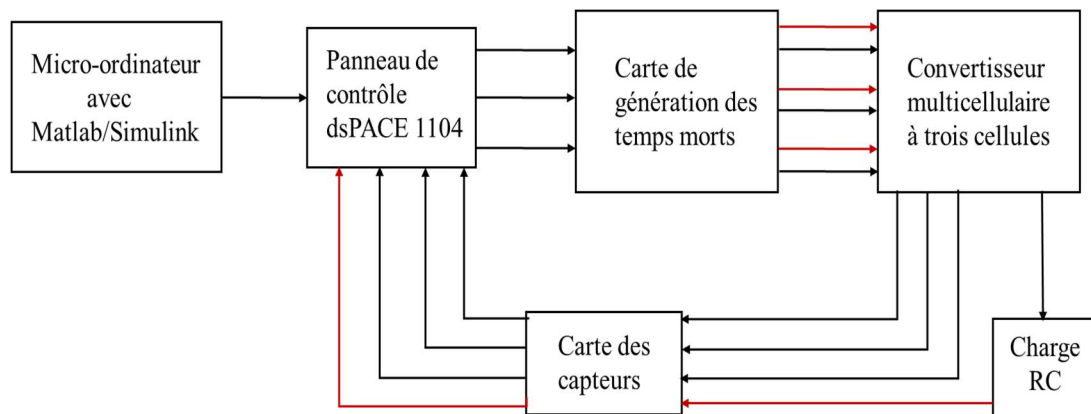 Micro-ordinateur
avec
Matlab/Simulink
Panneau de
contrôle
dsPACE 1104
Carte de
génération des
temps morts
Convertisseur
multicellulaire
à trois cellules
Carte des
capteurs
Charge
RC